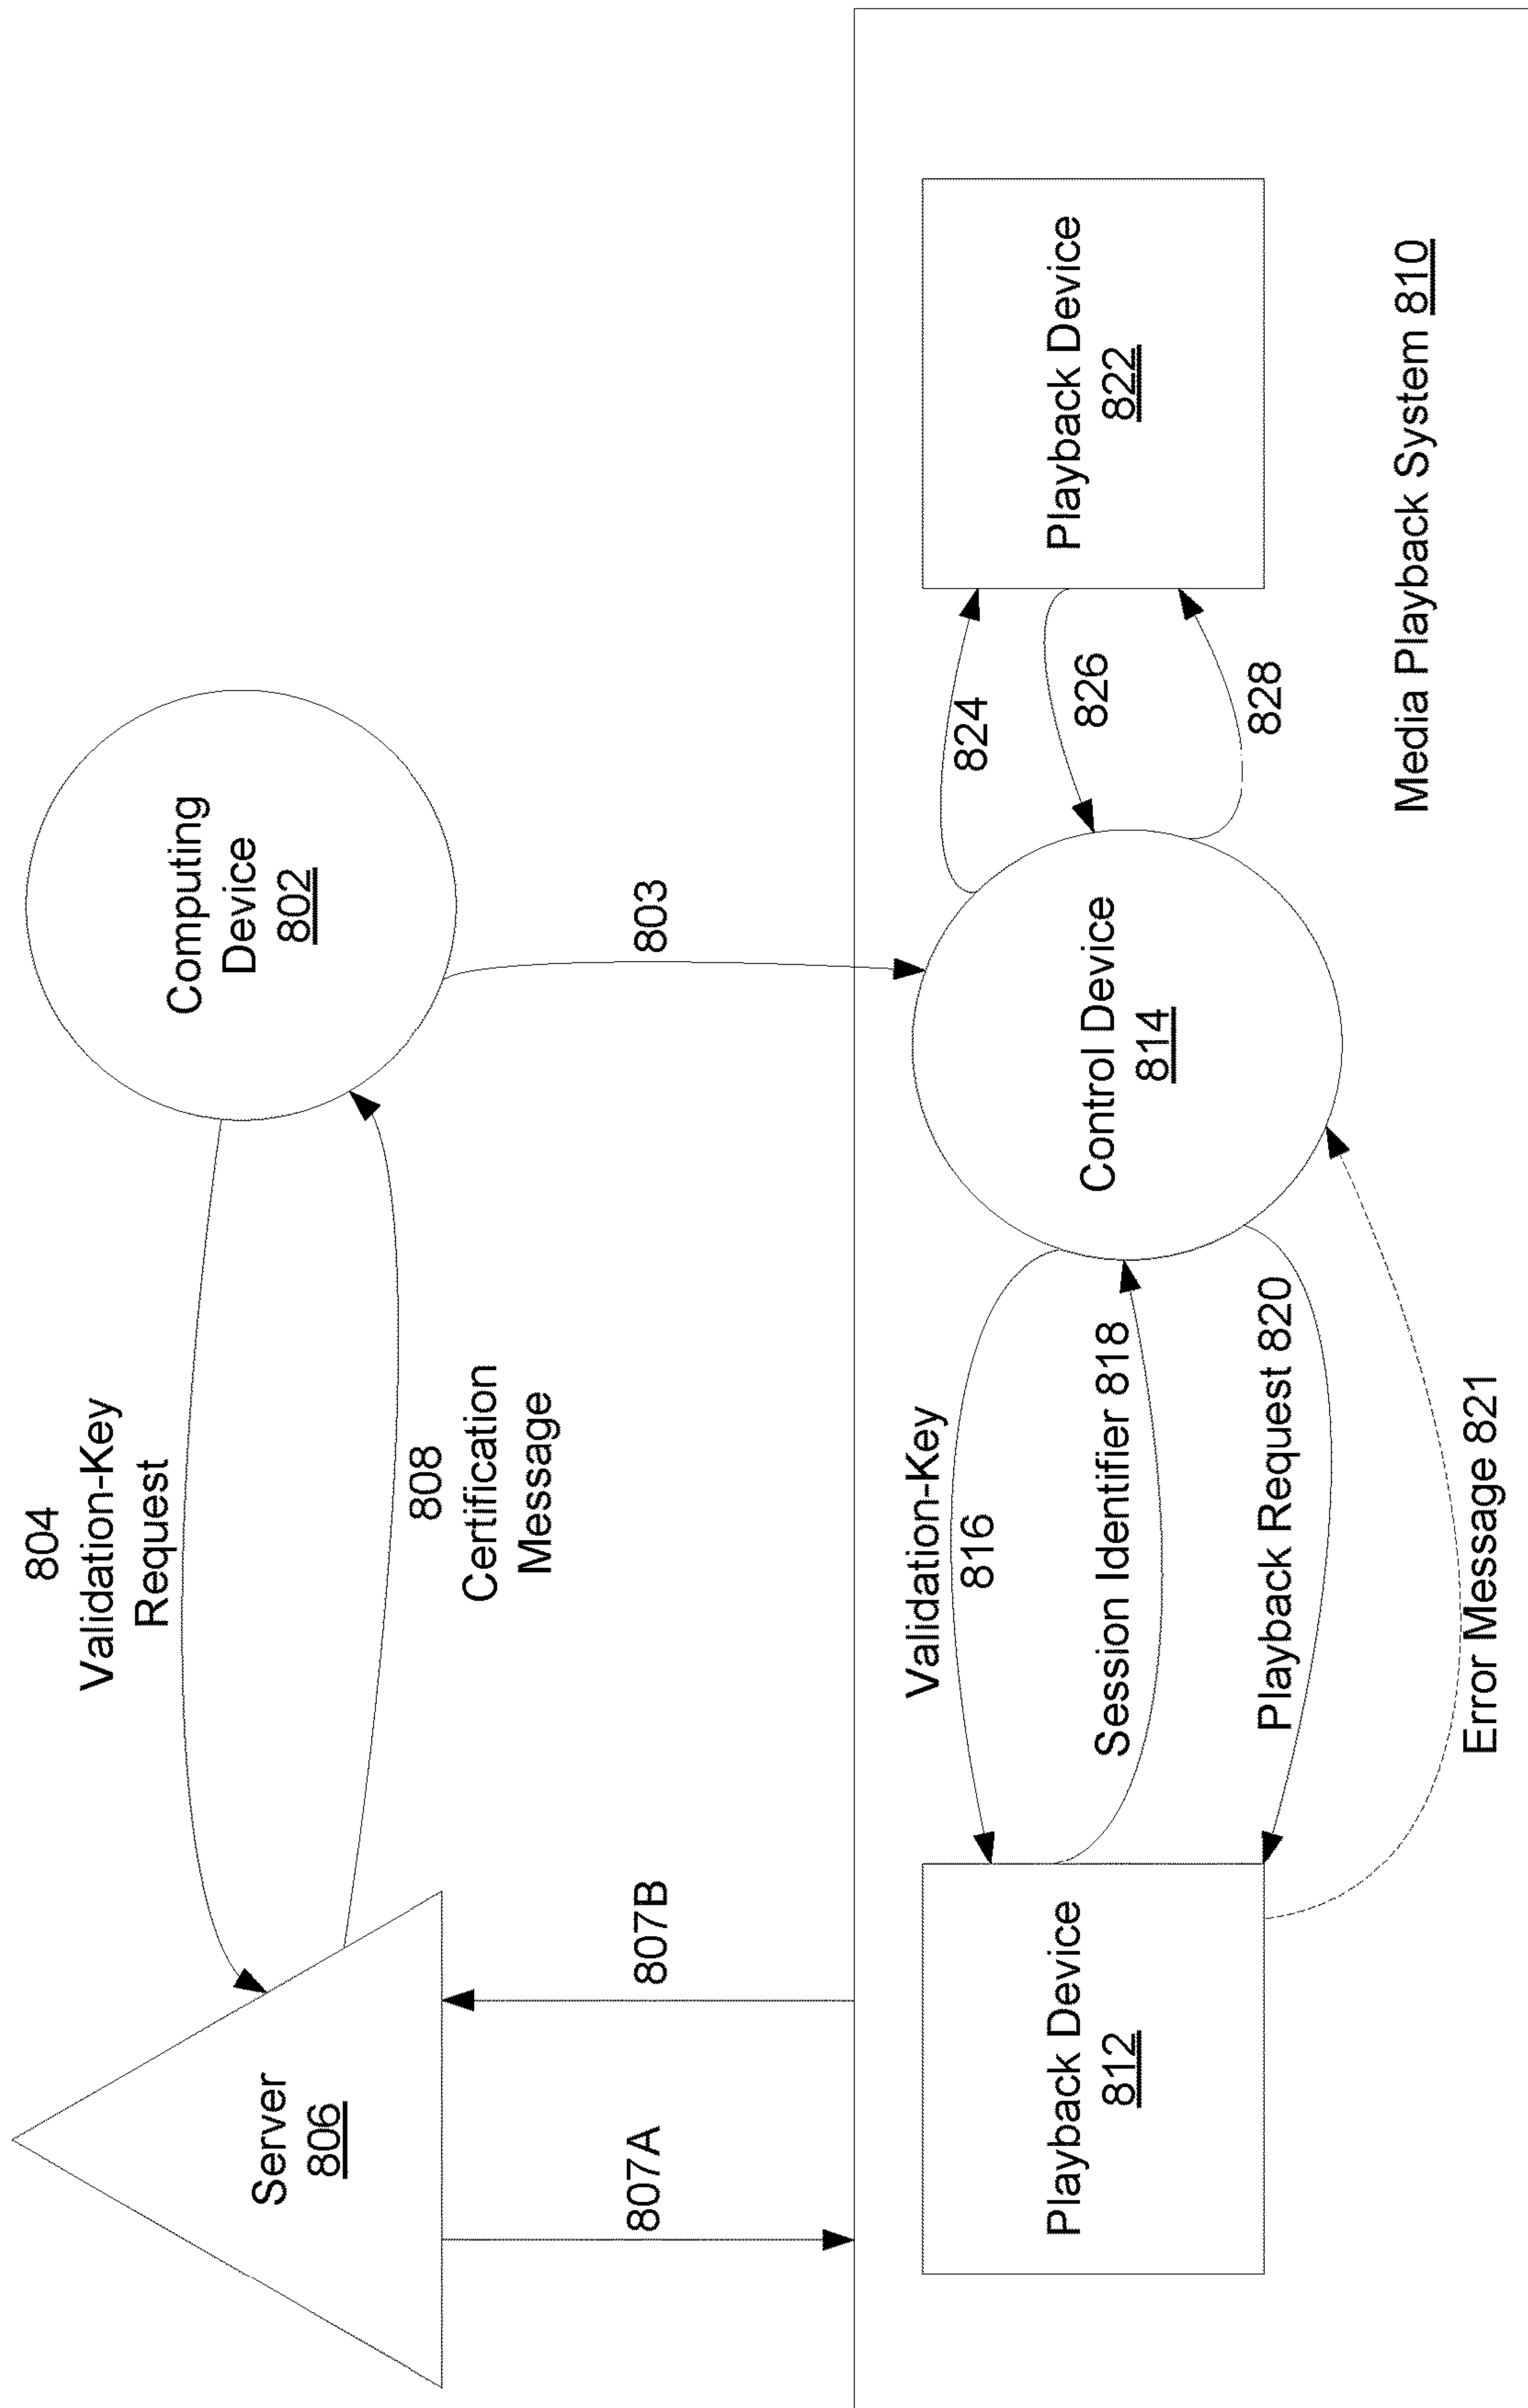 804
Validation-Key
Request
Computing
Device
802
Server
806
808
Certification
Message
807A
807B
803
Validation-Key
816
824
Playback Device
812
Session Identifier 818
Control Device
814
826
Playback Device
822
Playback Request 820
828
Error Message 821
Media Playback System 810